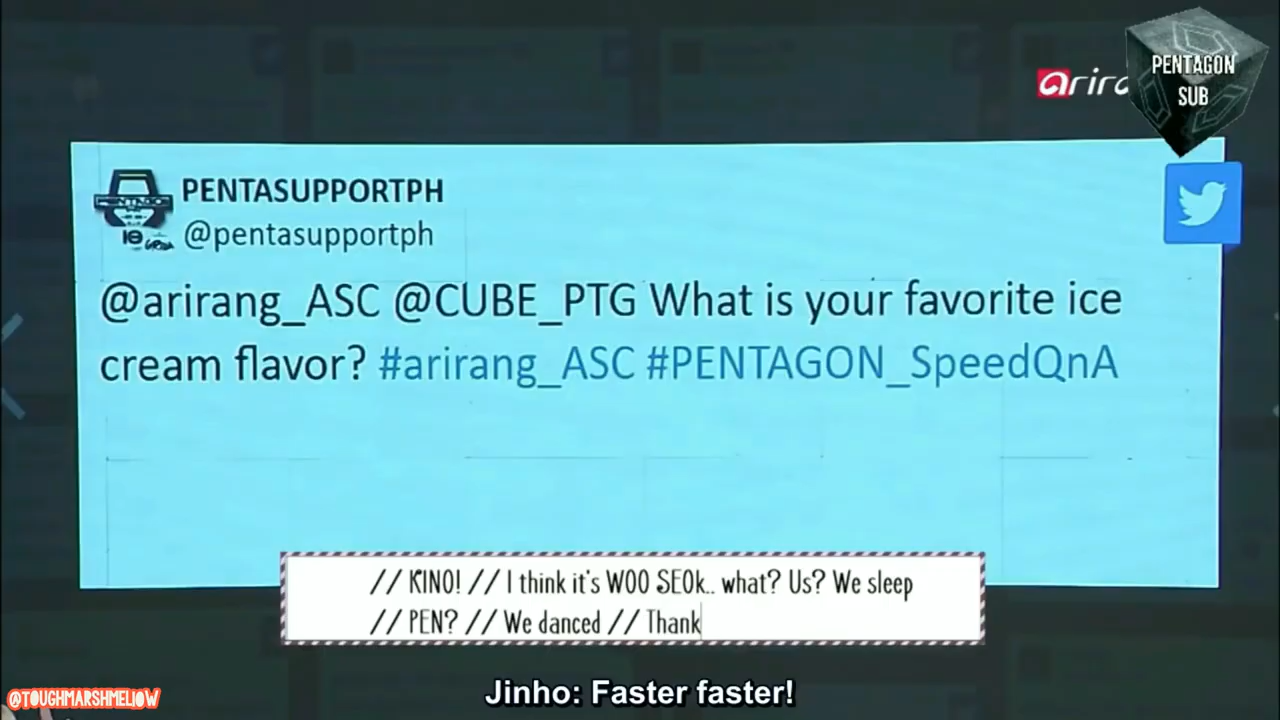 arira
PENTAGON
SUB
PENTASUPPORTPH
@pentasupportph
@arirang_ASC @CUBE_PTG What is your favorite ice
cream flavor? #arirang_ASC #PENTAGON_SpeedQnA
// KINO! // I think it's WOO SEOk.. what? Us? We sleep
// PEN? // We danced // Thank
Jinho: Faster faster!
@TOUGHMARSHMELLOW